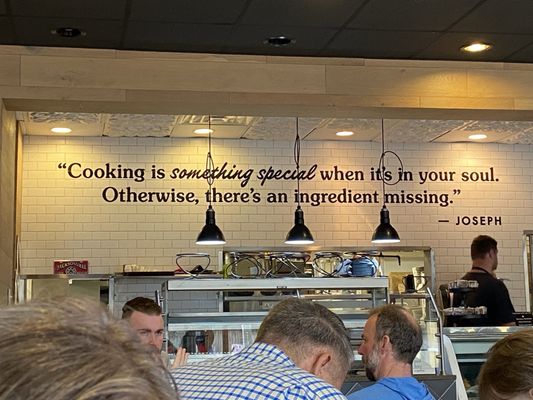 “Cooking is something special when it's in your soul.
Otherwise, there's an ingredient missing.”
— JOSEPH